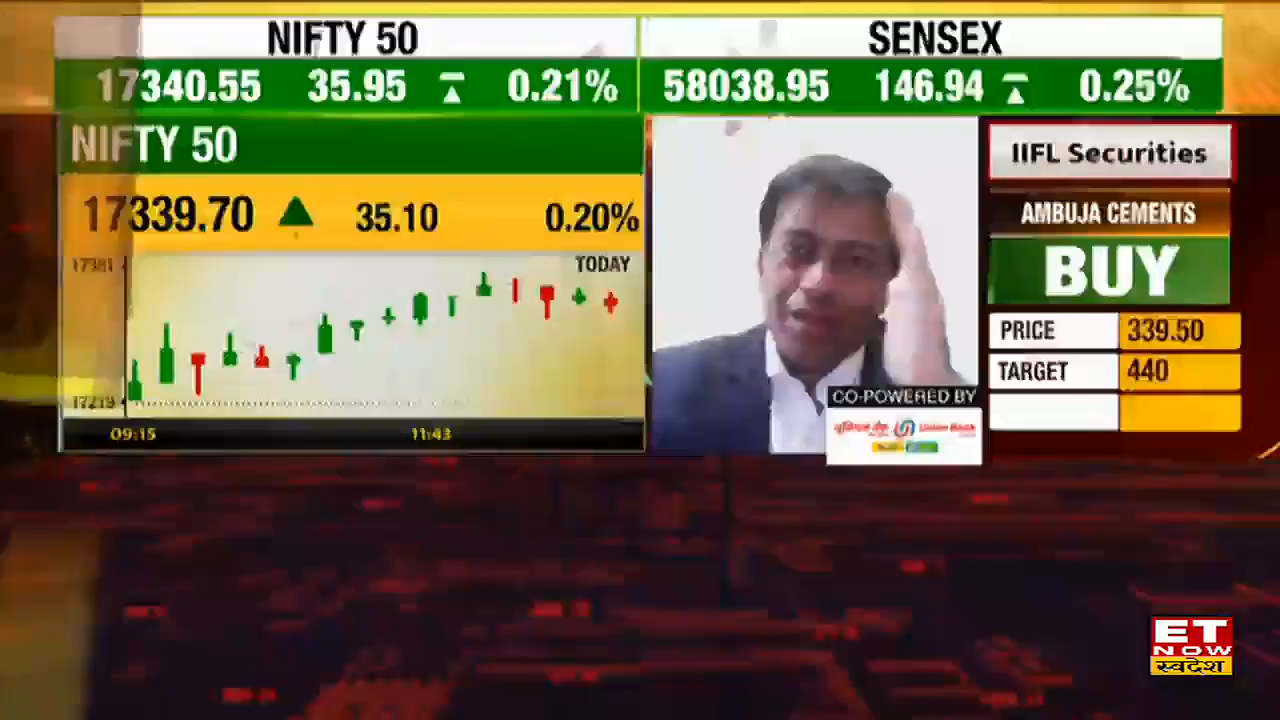 NIFTY 50
17340.55 35.95 0.21%
SENSEX
58038.95 146.94 0.25%
NIFTY 50
17339.70 35.10 0.20%
17381
TODAY
17219
09:15 11:43
CO-POWERED BY
यूनियन बैंक Union Bank
IIFL Securities
AMBUJA CEMENTS
BUY
PRICE 339.50
TARGET 440
ET
NOW
स्वदेश